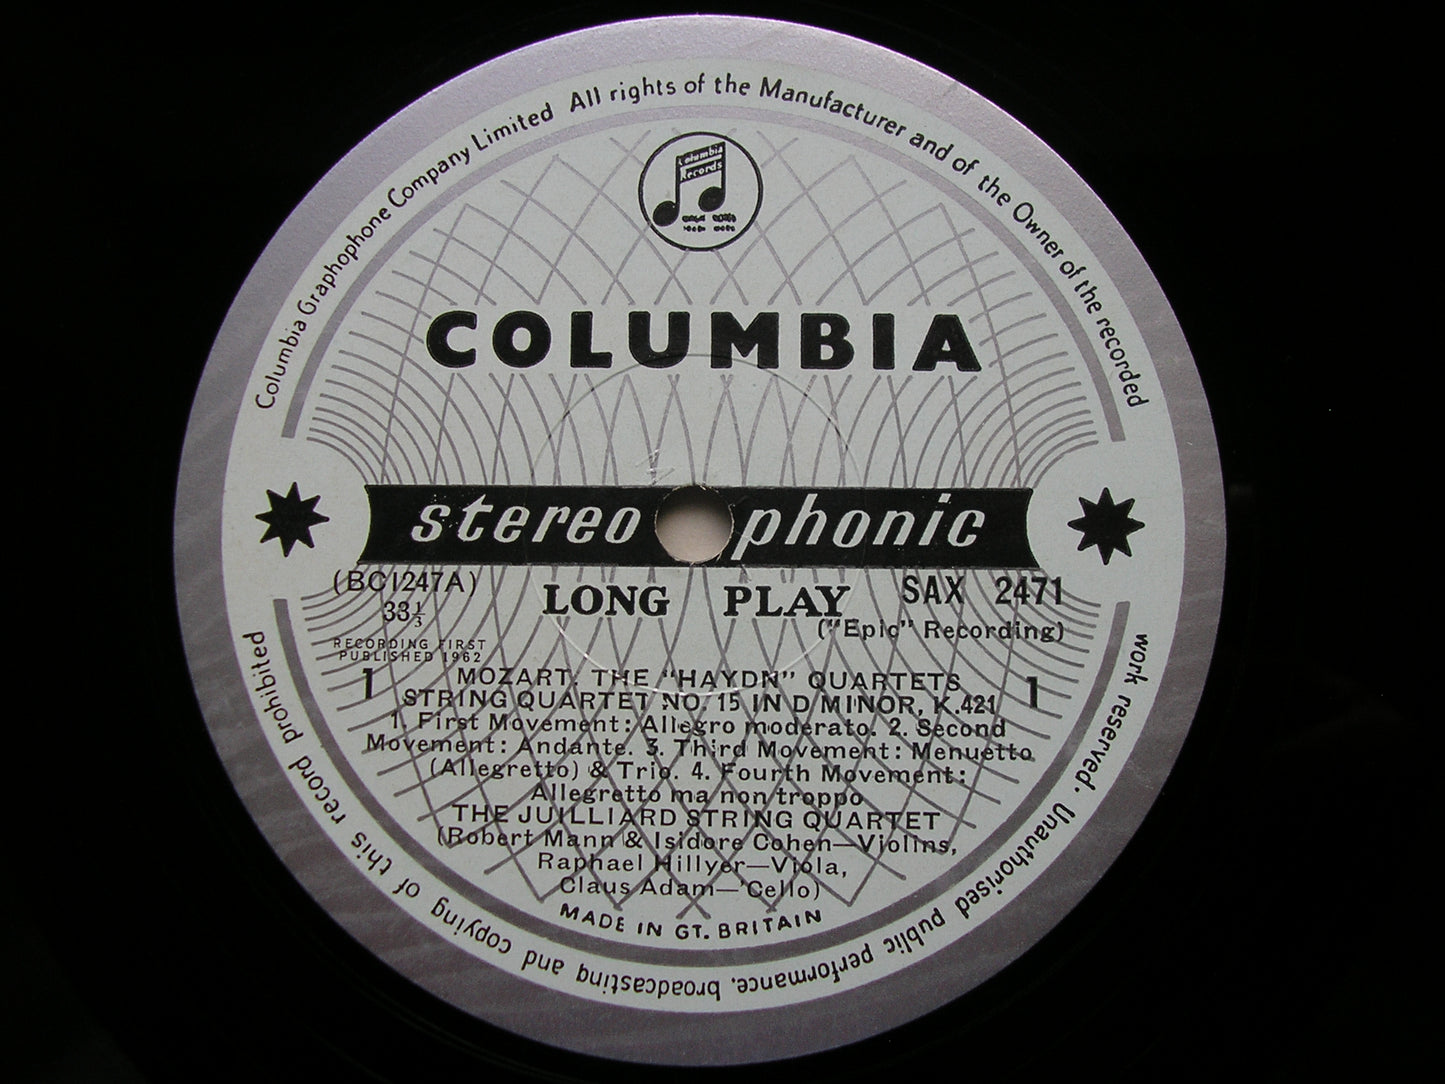 Columbia Graphophone Company Limited All rights of the Manufacturer and of the Owner of the recorded
work reserved. Unauthorised public performance, broadcasting and copying of this record prohibited
Columbia
Records
COLUMBIA
stereophonic
(BC1247A) LONG PLAY SAX 2471
33⅓
("Epic" Recording)
RECORDING FIRST
PUBLISHED 1962
1 1
MOZART: THE "HAYDN" QUARTETS
STRING QUARTET NO. 15 IN D MINOR, K.421
1. First Movement: Allegro moderato. 2. Second
Movement: Andante. 3. Third Movement: Menuetto
(Allegretto) & Trio. 4. Fourth Movement:
Allegretto ma non troppo
THE JUILLIARD STRING QUARTET
(Robert Mann & Isidore Cohen—Violins,
Raphael Hillyer—Viola,
Claus Adam—'Cello)
MADE IN GT. BRITAIN